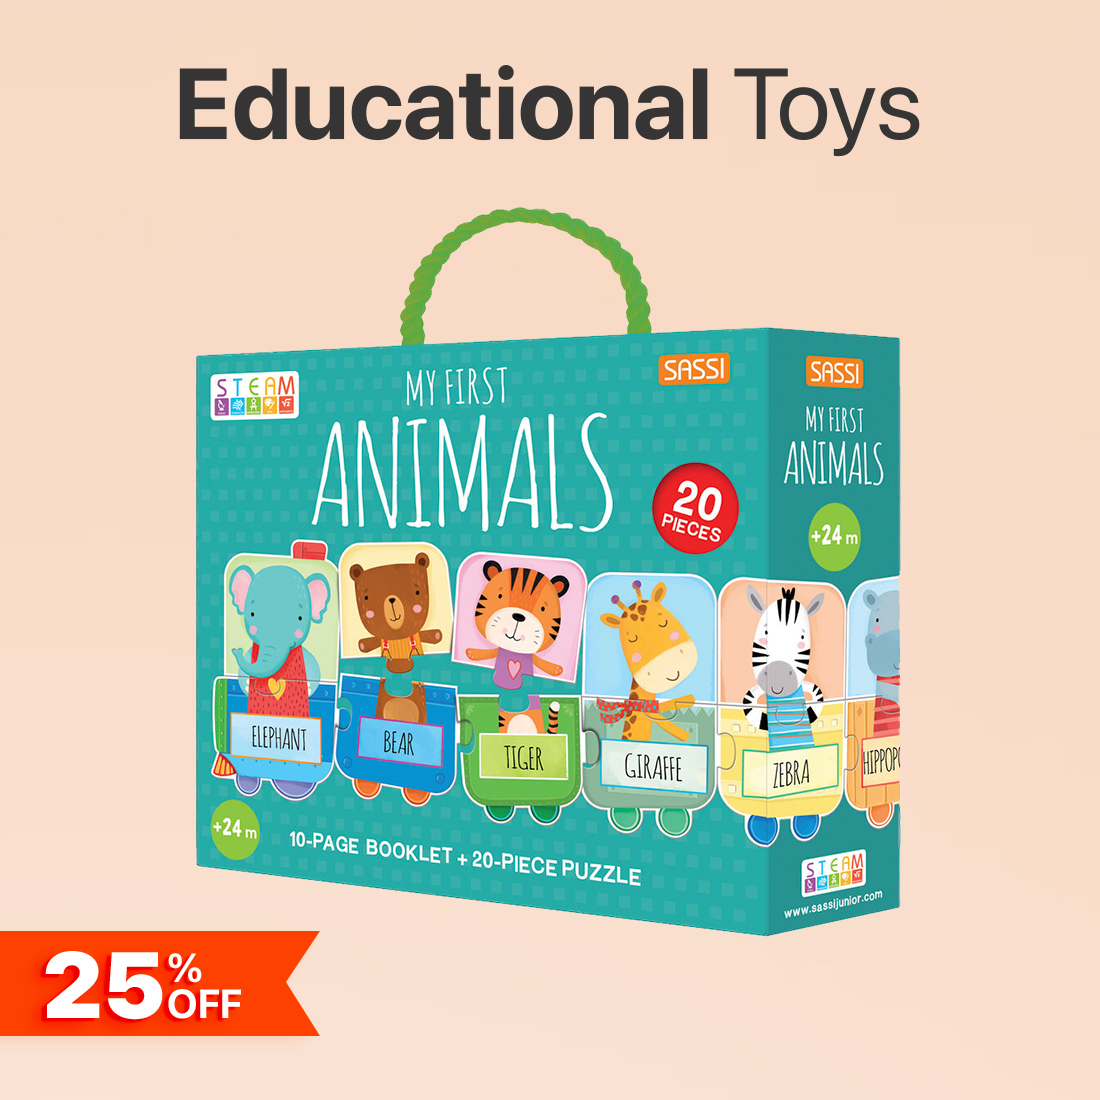 Educational Toys
STEAM
MY FIRST
ANIMALS
SASSI
20
PIECES
ELEPHANT
BEAR
TIGER
GIRAFFE
ZEBRA
+24 m
10-PAGE BOOKLET + 20-PIECE PUZZLE
SASSI
MY FIRST
ANIMALS
+24 m
HIPPOPO
STEAM
www.sassijunior.com
25% OFF